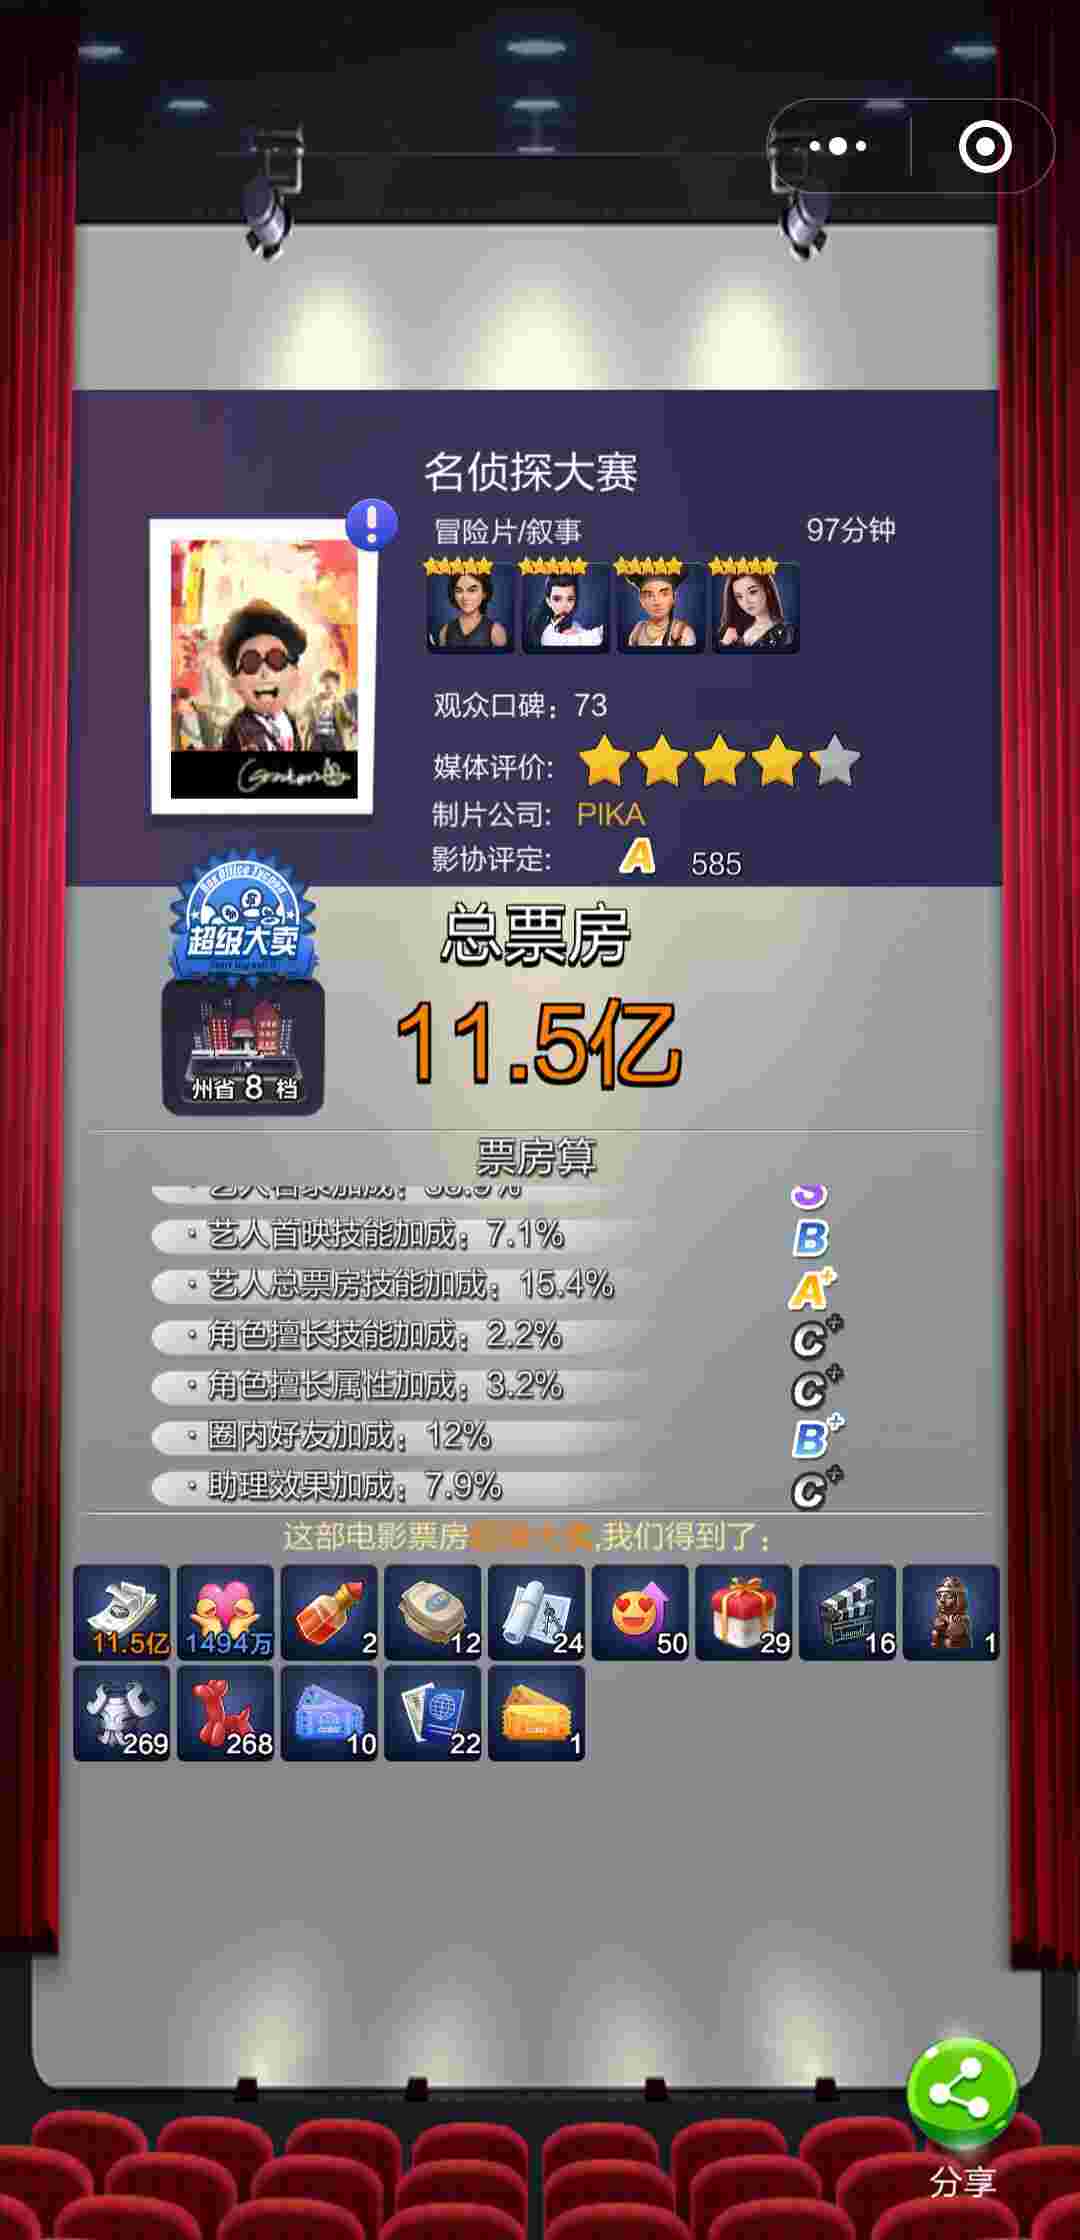 名侦探大赛
冒险片/叙事
97分钟
观众口碑：73
媒体评价：
制片公司：PIKA
影协评定：A 585
Box Office Tycoon
超级大卖
州省 8 档
总票房
11.5亿
票房算
S
·艺人首映技能加成：7.1% B
·艺人总票房技能加成：15.4% A+
·角色擅长技能加成：2.2% C+
·角色擅长属性加成：3.2% C+
·圈内好友加成：12% B+
·助理效果加成：7.9% C+
这部电影票房超级大卖,我们得到了：
11.5亿 1494万 2 12 24 50 29 16 1
269 268 10 22 1
分享